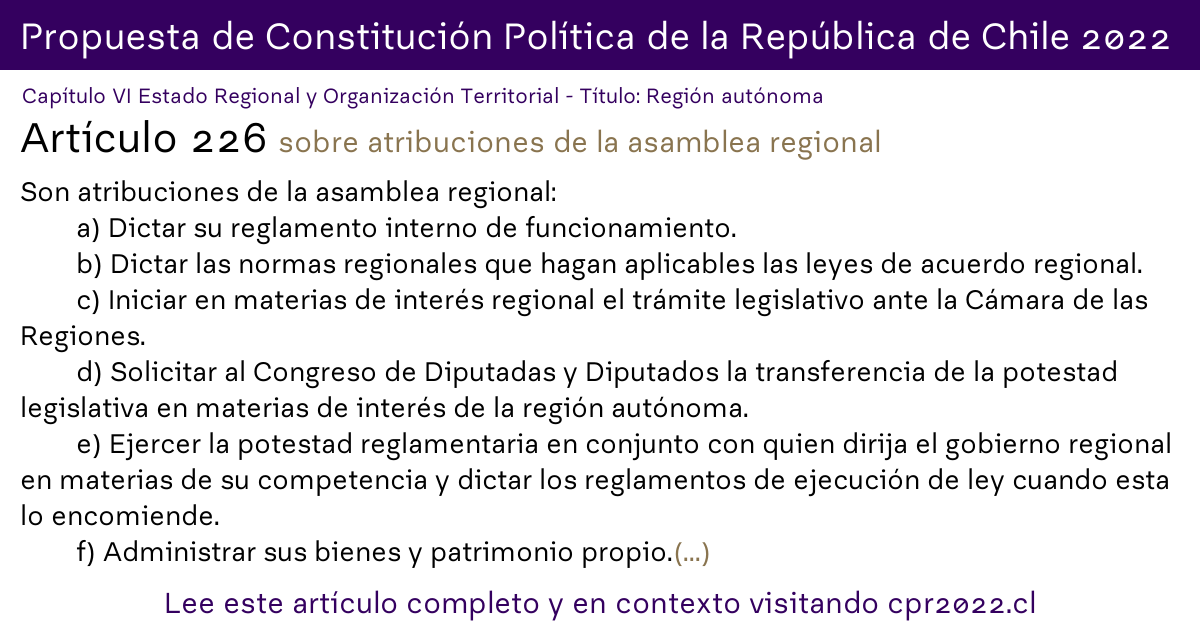 Propuesta de Constitución Política de la República de Chile 2022
Capítulo VI Estado Regional y Organización Territorial - Título: Región autónoma
Artículo 226 sobre atribuciones de la asamblea regional
Son atribuciones de la asamblea regional:
a) Dictar su reglamento interno de funcionamiento.
b) Dictar las normas regionales que hagan aplicables las leyes de acuerdo regional.
c) Iniciar en materias de interés regional el trámite legislativo ante la Cámara de las
Regiones.
d) Solicitar al Congreso de Diputadas y Diputados la transferencia de la potestad
legislativa en materias de interés de la región autónoma.
e) Ejercer la potestad reglamentaria en conjunto con quien dirija el gobierno regional
en materias de su competencia y dictar los reglamentos de ejecución de ley cuando esta
lo encomiende.
f) Administrar sus bienes y patrimonio propio.(...)
Lee este artículo completo y en contexto visitando cpr2022.cl